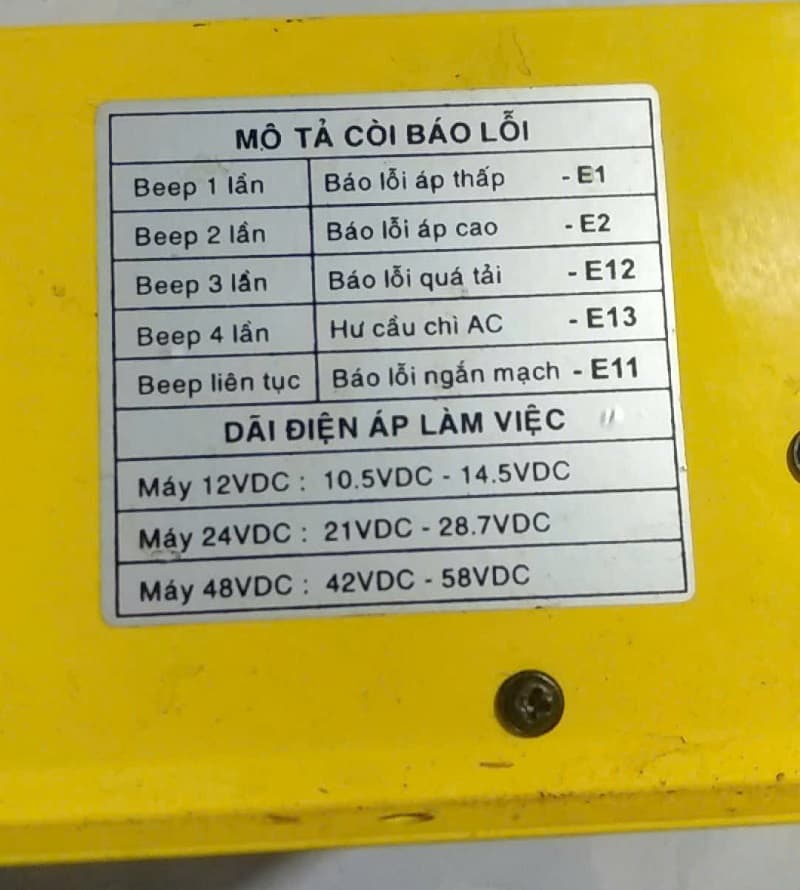 MÔ TẢ CÒI BÁO LỖI
Beep 1 lần Báo lỗi áp thấp - E1
Beep 2 lần Báo lỗi áp cao - E2
Beep 3 lần Báo lỗi quá tải - E12
Beep 4 lần Hư cầu chì AC - E13
Beep liên tục Báo lỗi ngắn mạch - E11
DÃI ĐIỆN ÁP LÀM VIỆC
Máy 12VDC : 10.5VDC - 14.5VDC
Máy 24VDC : 21VDC - 28.7VDC
Máy 48VDC : 42VDC - 58VDC